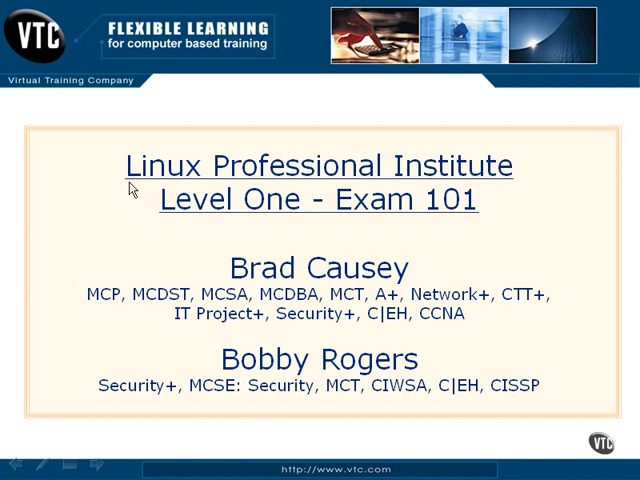 VTC
FLEXIBLE LEARNING
for computer based training
Virtual Training Company
Linux Professional Institute
Level One - Exam 101
Brad Causey
MCP, MCDST, MCSA, MCDBA, MCT, A+, Network+, CTT+,
IT Project+, Security+, C|EH, CCNA
Bobby Rogers
Security+, MCSE: Security, MCT, CIWSA, C|EH, CISSP
VTC
http://www.vtc.com